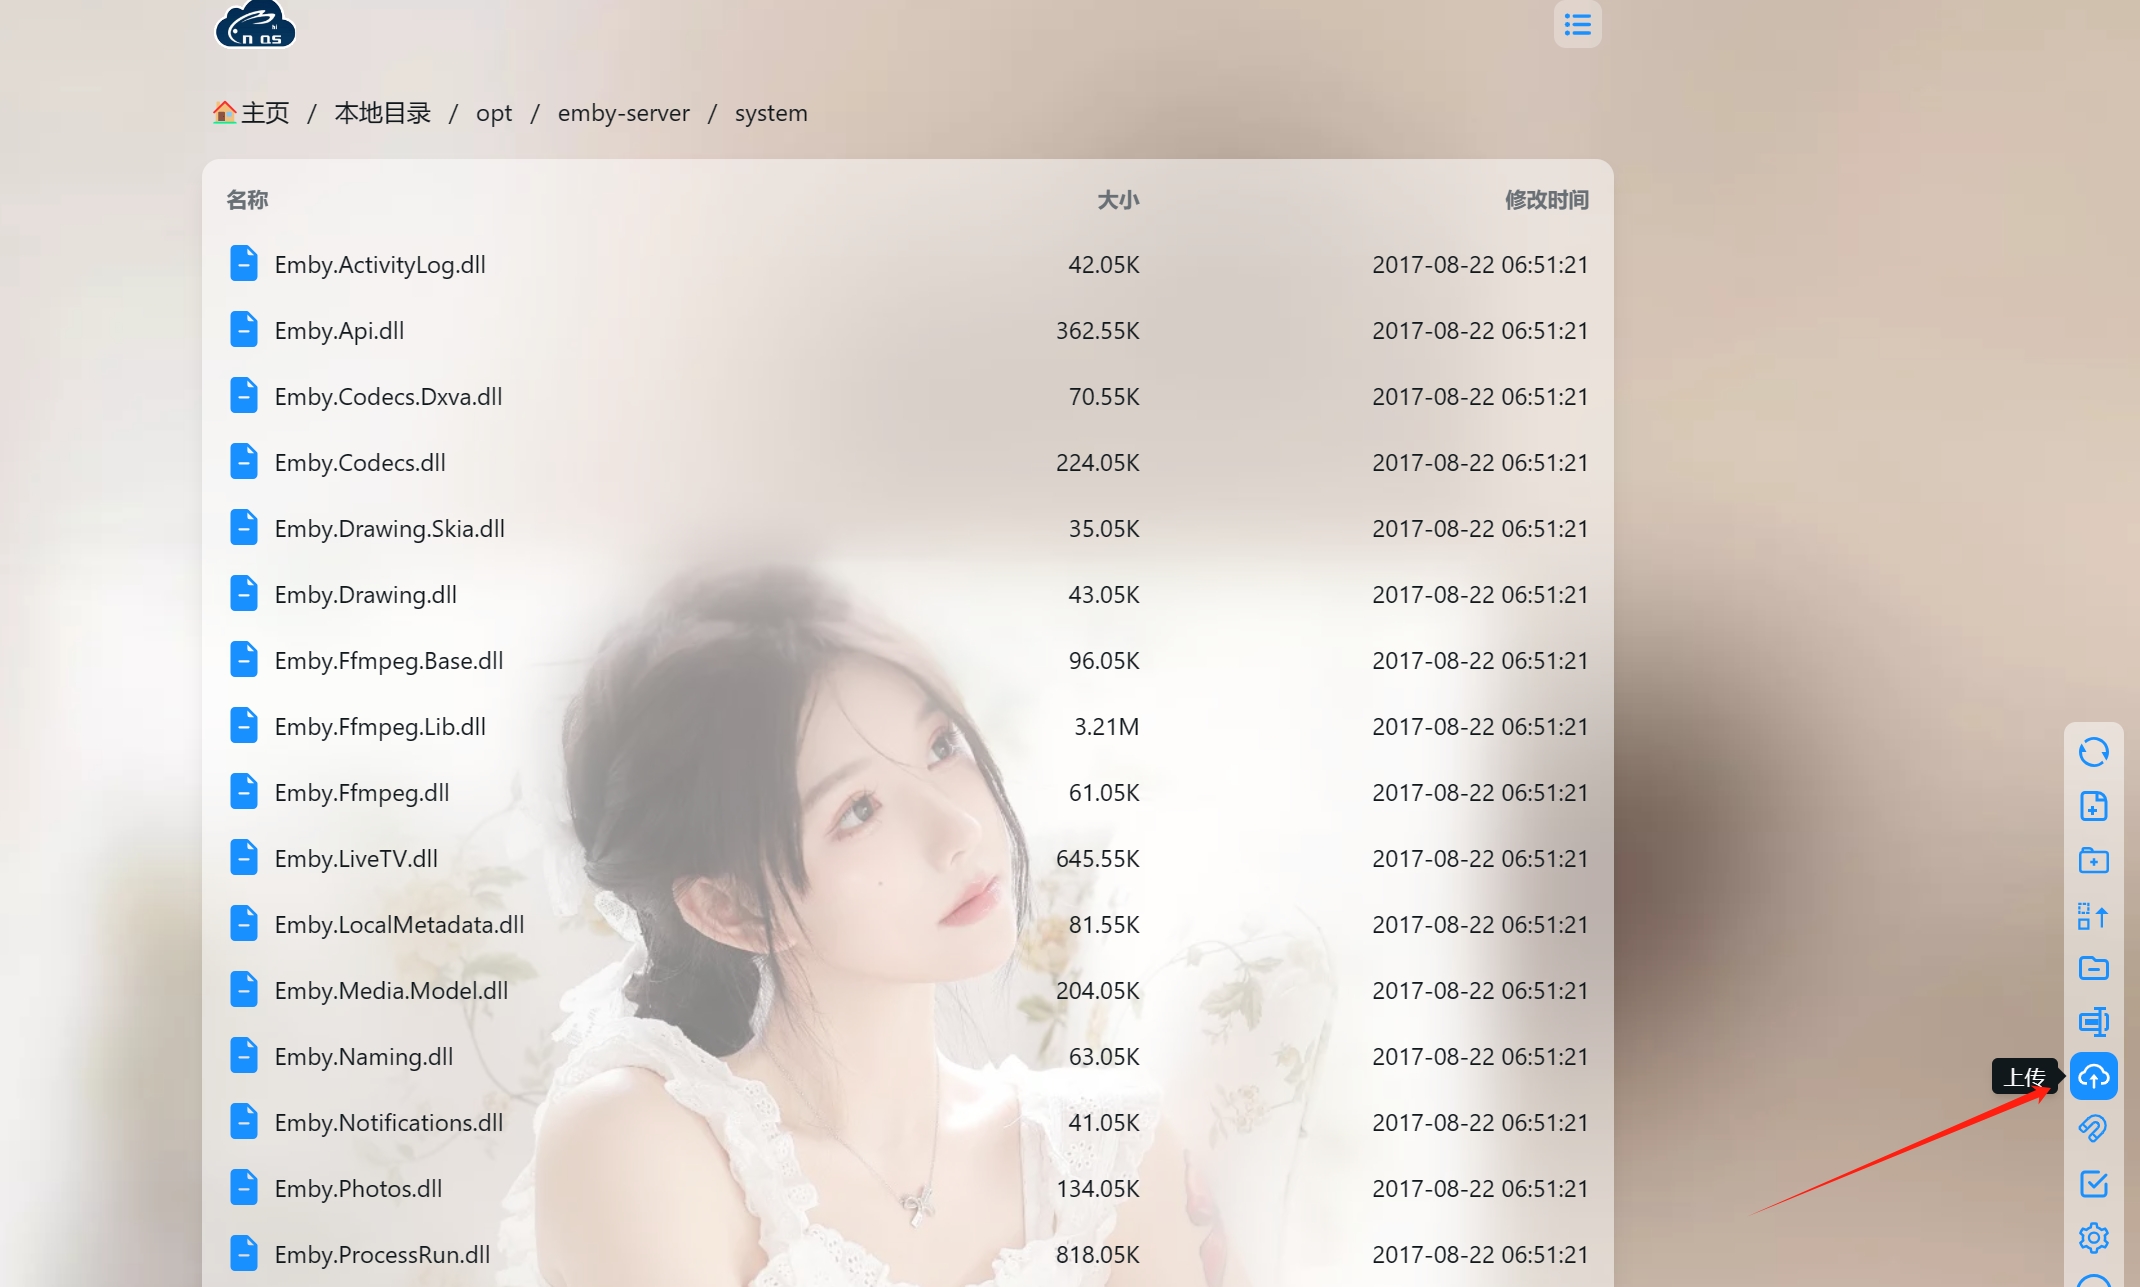 hi
nas
🏠主页 / 本地目录 / opt / emby-server / system
名称 大小 修改时间
Emby.ActivityLog.dll 42.05K 2017-08-22 06:51:21
Emby.Api.dll 362.55K 2017-08-22 06:51:21
Emby.Codecs.Dxva.dll 70.55K 2017-08-22 06:51:21
Emby.Codecs.dll 224.05K 2017-08-22 06:51:21
Emby.Drawing.Skia.dll 35.05K 2017-08-22 06:51:21
Emby.Drawing.dll 43.05K 2017-08-22 06:51:21
Emby.Ffmpeg.Base.dll 96.05K 2017-08-22 06:51:21
Emby.Ffmpeg.Lib.dll 3.21M 2017-08-22 06:51:21
Emby.Ffmpeg.dll 61.05K 2017-08-22 06:51:21
Emby.LiveTV.dll 645.55K 2017-08-22 06:51:21
Emby.LocalMetadata.dll 81.55K 2017-08-22 06:51:21
Emby.Media.Model.dll 204.05K 2017-08-22 06:51:21
Emby.Naming.dll 63.05K 2017-08-22 06:51:21
上传
Emby.Notifications.dll 41.05K 2017-08-22 06:51:21
Emby.Photos.dll 134.05K 2017-08-22 06:51:21
Emby.ProcessRun.dll 818.05K 2017-08-22 06:51:21